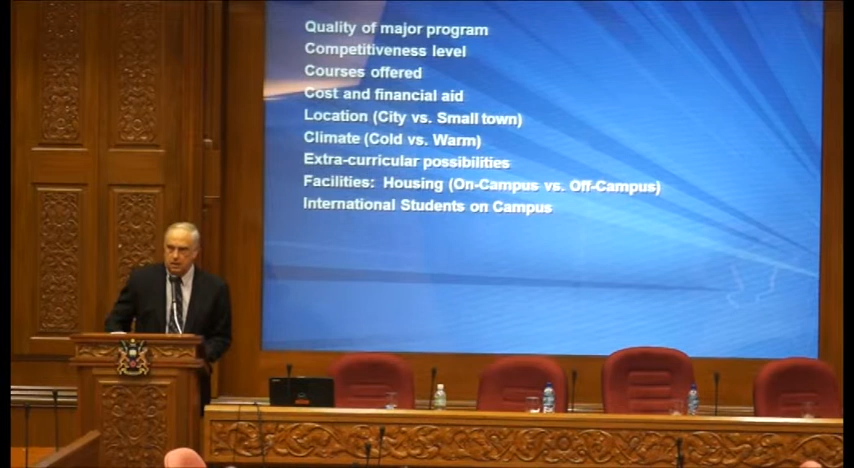 Quality of major program
Competitiveness level
Courses offered
Cost and financial aid
Location (City vs. Small town)
Climate (Cold vs. Warm)
Extra-curricular possibilities
Facilities: Housing (On-Campus vs. Off-Campus)
International Students on Campus